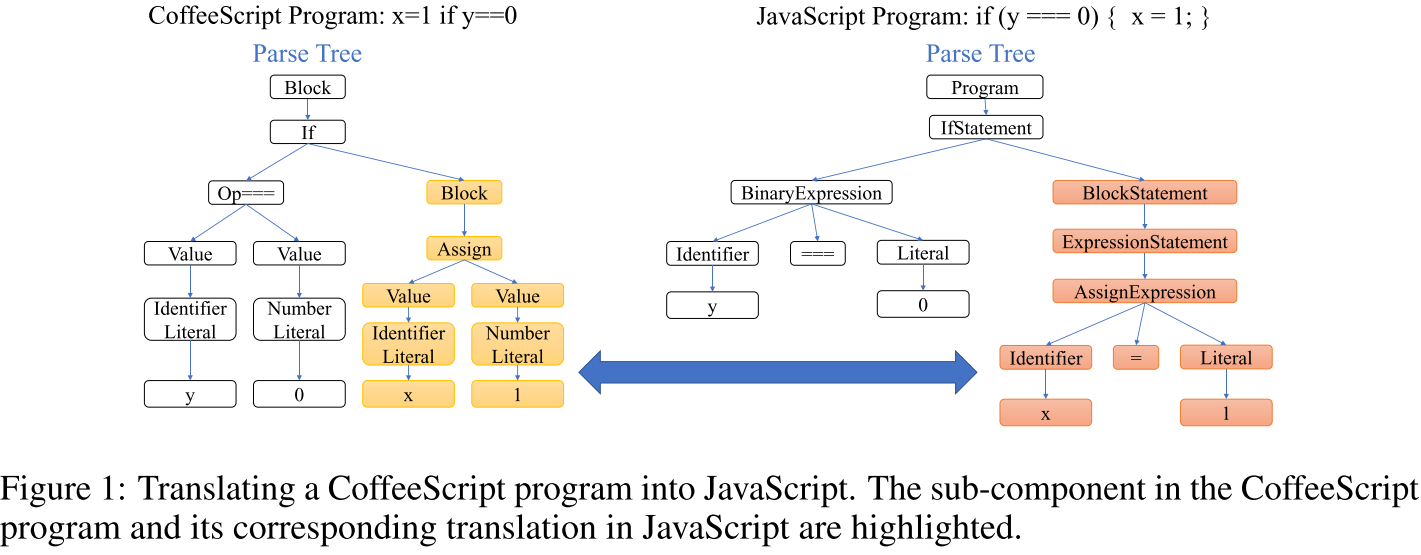 CoffeeScript Program: x=1 if y==0
Parse Tree
Block
If
Op===
Block
Value
Value
Assign
Identifier
Literal
Number
Literal
Value
Value
Identifier
Literal
Number
Literal
y
0
x
1
JavaScript Program: if (y === 0) { x = 1; }
Parse Tree
Program
IfStatement
BinaryExpression
BlockStatement
Identifier
===
Literal
ExpressionStatement
y
0
AssignExpression
Identifier
=
Literal
x
1
Figure 1: Translating a CoffeeScript program into JavaScript. The sub-component in the CoffeeScript
program and its corresponding translation in JavaScript are highlighted.